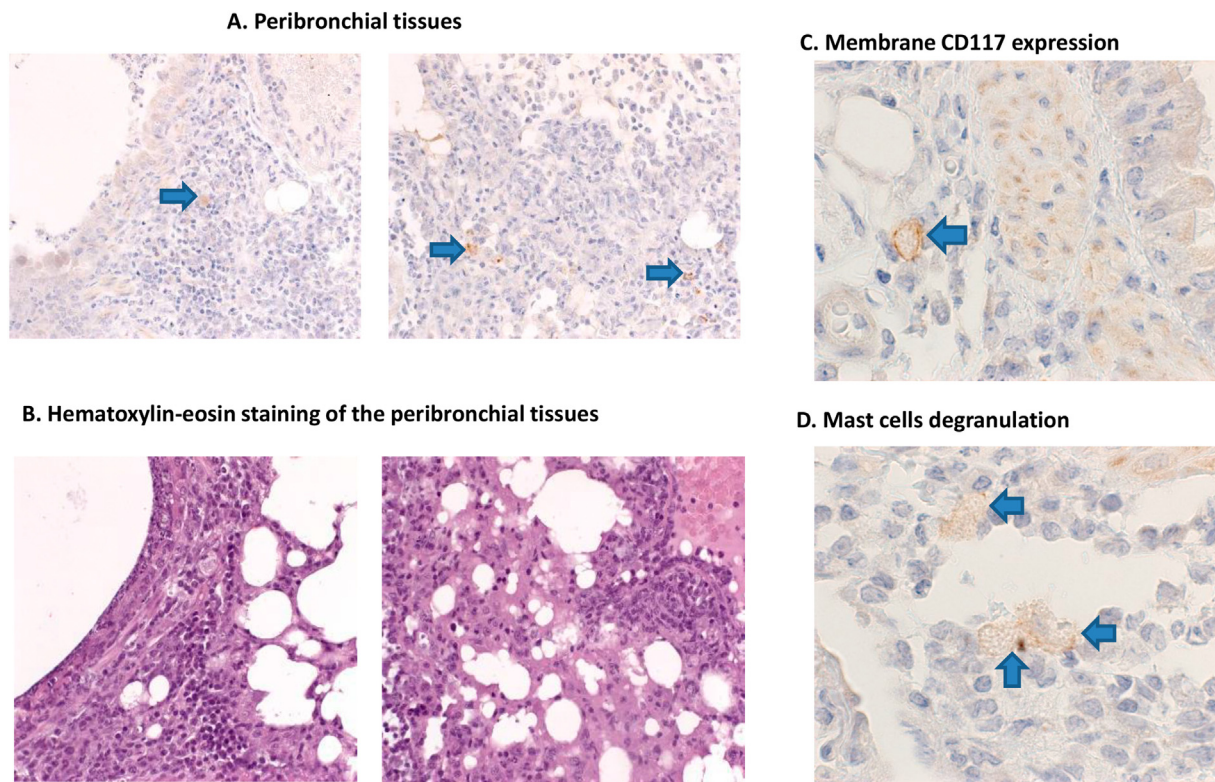 A. Peribronchial tissues
C. Membrane CD117 expression
B. Hematoxylin-eosin staining of the peribronchial tissues
D. Mast cells degranulation